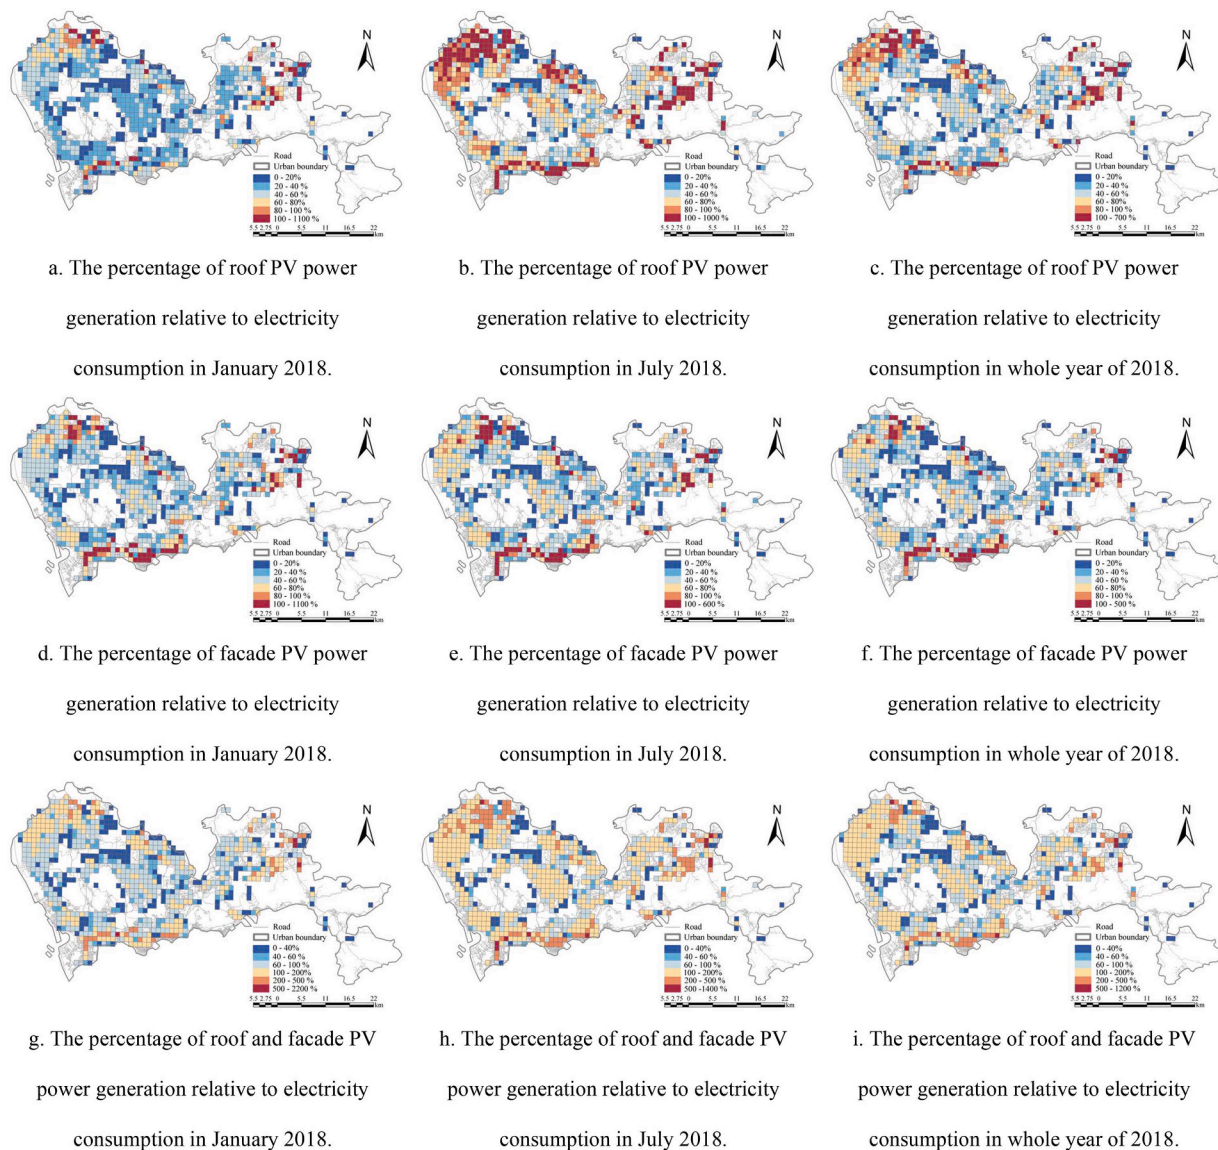 N
Road
Urban boundary
0 - 20%
20 - 40 %
40 - 60 %
60 - 80%
80 - 100 %
100 - 1100 %
5.5 2.75 0 5.5 11 16.5 22
km
a. The percentage of roof PV power
generation relative to electricity
consumption in January 2018.
N
Road
Urban boundary
0 - 20%
20 - 40 %
40 - 60 %
60 - 80%
80 - 100 %
100 - 1000 %
5.5 2.75 0 5.5 11 16.5 22
km
b. The percentage of roof PV power
generation relative to electricity
consumption in July 2018.
N
Road
Urban boundary
0 - 20%
20 - 40 %
40 - 60 %
60 - 80%
80 - 100 %
100 - 700 %
5.5 2.75 0 5.5 11 16.5 22
km
c. The percentage of roof PV power
generation relative to electricity
consumption in whole year of 2018.
N
Road
Urban boundary
0 - 20%
20 - 40 %
40 - 60 %
60 - 80%
80 - 100 %
100 - 1100 %
5.5 2.75 0 5.5 11 16.5 22
km
d. The percentage of facade PV power
generation relative to electricity
consumption in January 2018.
N
Road
Urban boundary
0 - 20%
20 - 40 %
40 - 60 %
60 - 80%
80 - 100 %
100 - 600 %
5.5 2.75 0 5.5 11 16.5 22
km
e. The percentage of facade PV power
generation relative to electricity
consumption in July 2018.
N
Road
Urban boundary
0 - 20%
20 - 40 %
40 - 60 %
60 - 80%
80 - 100 %
100 - 500 %
5.5 2.75 0 5.5 11 16.5 22
km
f. The percentage of facade PV power
generation relative to electricity
consumption in whole year of 2018.
N
Road
Urban boundary
0 - 40%
40 - 60 %
60 - 100 %
100 - 200%
200 - 500 %
500 - 2200 %
5.5 2.75 0 5.5 11 16.5 22
km
g. The percentage of roof and facade PV
power generation relative to electricity
consumption in January 2018.
N
Road
Urban boundary
0 - 40%
40 - 60 %
60 - 100 %
100 - 200%
200 - 500 %
500 -1400 %
5.5 2.75 0 5.5 11 16.5 22
km
h. The percentage of roof and facade PV
power generation relative to electricity
consumption in July 2018.
N
Road
Urban boundary
0 - 40%
40 - 60 %
60 - 100 %
100 - 200%
200 - 500 %
500 - 1200 %
5.5 2.75 0 5.5 11 16.5 22
km
i. The percentage of roof and facade PV
power generation relative to electricity
consumption in whole year of 2018.